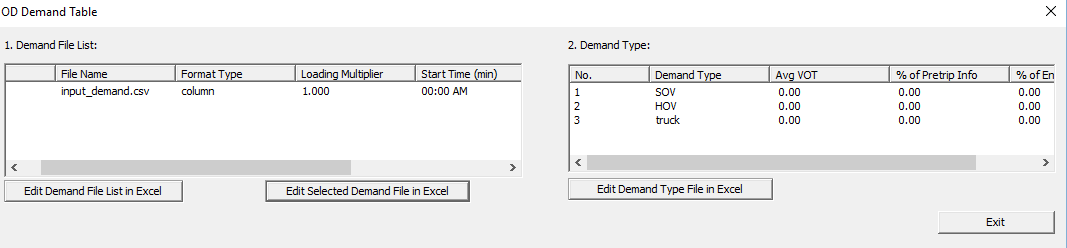 OD Demand Table
1. Demand File List:
File Name Format Type Loading Multiplier Start Time (min)
input_demand.csv column 1.000 00:00 AM
Edit Demand File List in Excel
Edit Selected Demand File in Excel
2. Demand Type:
No. Demand Type Avg VOT % of Pretrip Info % of En
1 SOV 0.00 0.00 0.00
2 HOV 0.00 0.00 0.00
3 truck 0.00 0.00 0.00
Edit Demand Type File in Excel
Exit